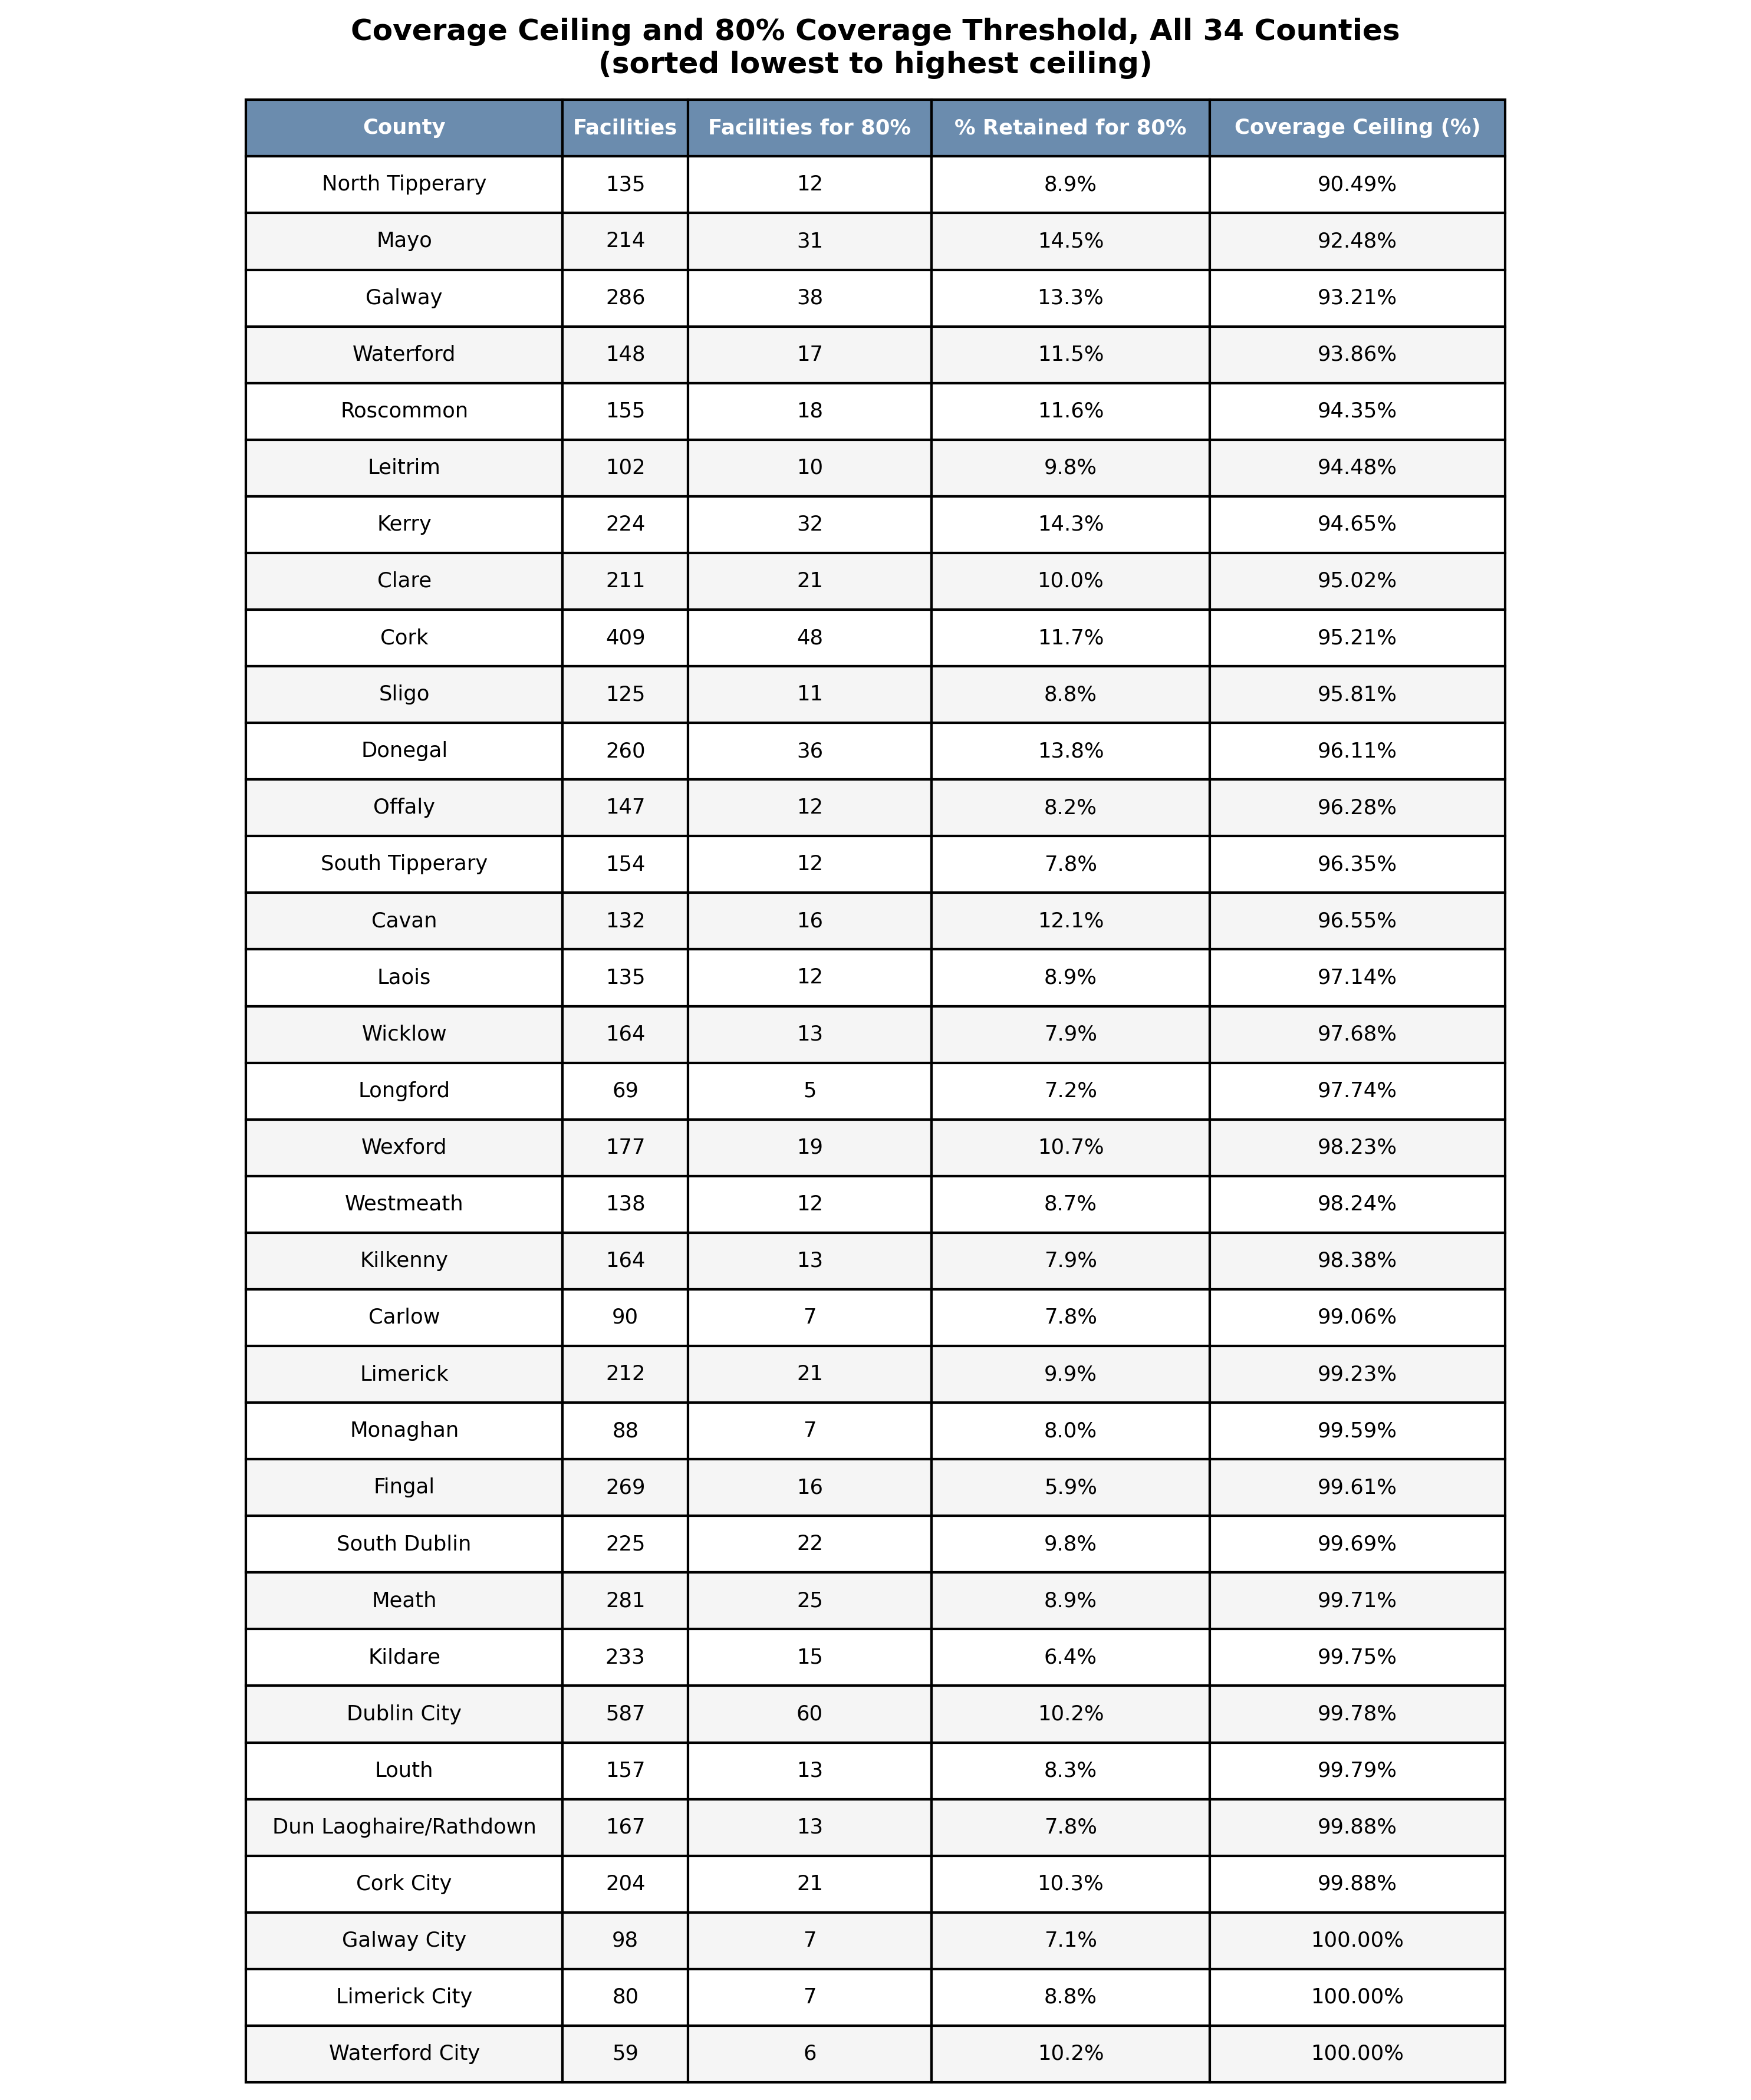 Coverage Ceiling and 80% Coverage Threshold, All 34 Counties
(sorted lowest to highest ceiling)
County Facilities Facilities for 80% % Retained for 80% Coverage Ceiling (%)
North Tipperary 135 12 8.9% 90.49%
Mayo 214 31 14.5% 92.48%
Galway 286 38 13.3% 93.21%
Waterford 148 17 11.5% 93.86%
Roscommon 155 18 11.6% 94.35%
Leitrim 102 10 9.8% 94.48%
Kerry 224 32 14.3% 94.65%
Clare 211 21 10.0% 95.02%
Cork 409 48 11.7% 95.21%
Sligo 125 11 8.8% 95.81%
Donegal 260 36 13.8% 96.11%
Offaly 147 12 8.2% 96.28%
South Tipperary 154 12 7.8% 96.35%
Cavan 132 16 12.1% 96.55%
Laois 135 12 8.9% 97.14%
Wicklow 164 13 7.9% 97.68%
Longford 69 5 7.2% 97.74%
Wexford 177 19 10.7% 98.23%
Westmeath 138 12 8.7% 98.24%
Kilkenny 164 13 7.9% 98.38%
Carlow 90 7 7.8% 99.06%
Limerick 212 21 9.9% 99.23%
Monaghan 88 7 8.0% 99.59%
Fingal 269 16 5.9% 99.61%
South Dublin 225 22 9.8% 99.69%
Meath 281 25 8.9% 99.71%
Kildare 233 15 6.4% 99.75%
Dublin City 587 60 10.2% 99.78%
Louth 157 13 8.3% 99.79%
Dun Laoghaire/Rathdown 167 13 7.8% 99.88%
Cork City 204 21 10.3% 99.88%
Galway City 98 7 7.1% 100.00%
Limerick City 80 7 8.8% 100.00%
Waterford City 59 6 10.2% 100.00%